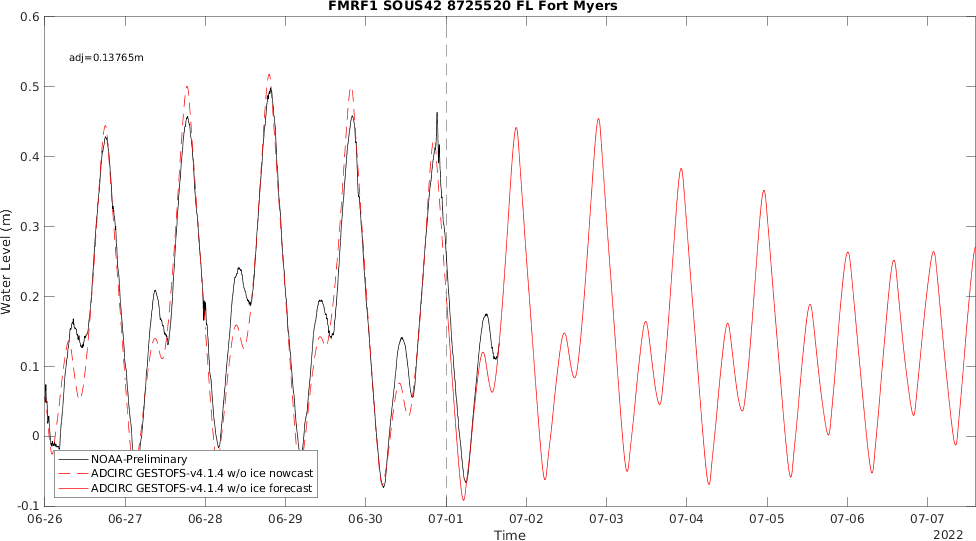 FMRF1 SOUS42 8725520 FL Fort Myers
adj=0.13765m
0.6
0.5
0.4
0.3
0.2
0.1
0
-0.1
Water Level (m)
NOAA-Preliminary
ADCIRC GESTOFS-v4.1.4 w/o ice nowcast
ADCIRC GESTOFS-v4.1.4 w/o ice forecast
06-26 06-27 06-28 06-29 06-30 07-01 07-02 07-03 07-04 07-05 07-06 07-07
Time
2022